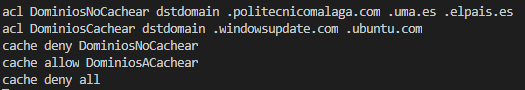 acl DominiosNoCachear dstdomain .politecnicomalaga.com .uma.es .elpais.es
acl DominiosCachear dstdomain .windowsupdate.com .ubuntu.com
cache deny DominiosNoCachear
cache allow DominiosACachear
cache deny all